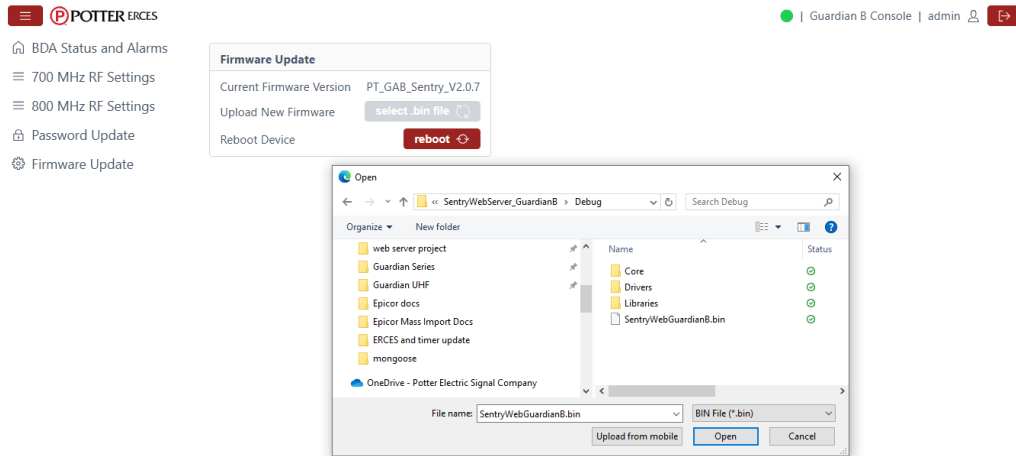 POTTER ERCES
| Guardian B Console | admin
BDA Status and Alarms
700 MHz RF Settings
800 MHz RF Settings
Password Update
Firmware Update
Firmware Update
Current Firmware Version PT_GAB_Sentry_V2.0.7
Upload New Firmware select .bin file
Reboot Device reboot
Open
« SentryWebServer_GuardianB > Debug Search Debug
Organize New folder
web server project
Guardian Series
Guardian UHF
Epicor docs
Epicor Mass Import Docs
ERCES and timer update
mongoose
OneDrive - Potter Electric Signal Company
Name Status
Core
Drivers
Libraries
SentryWebGuardianB.bin
File name: SentryWebGuardianB.bin BIN File (*.bin)
Upload from mobile Open Cancel